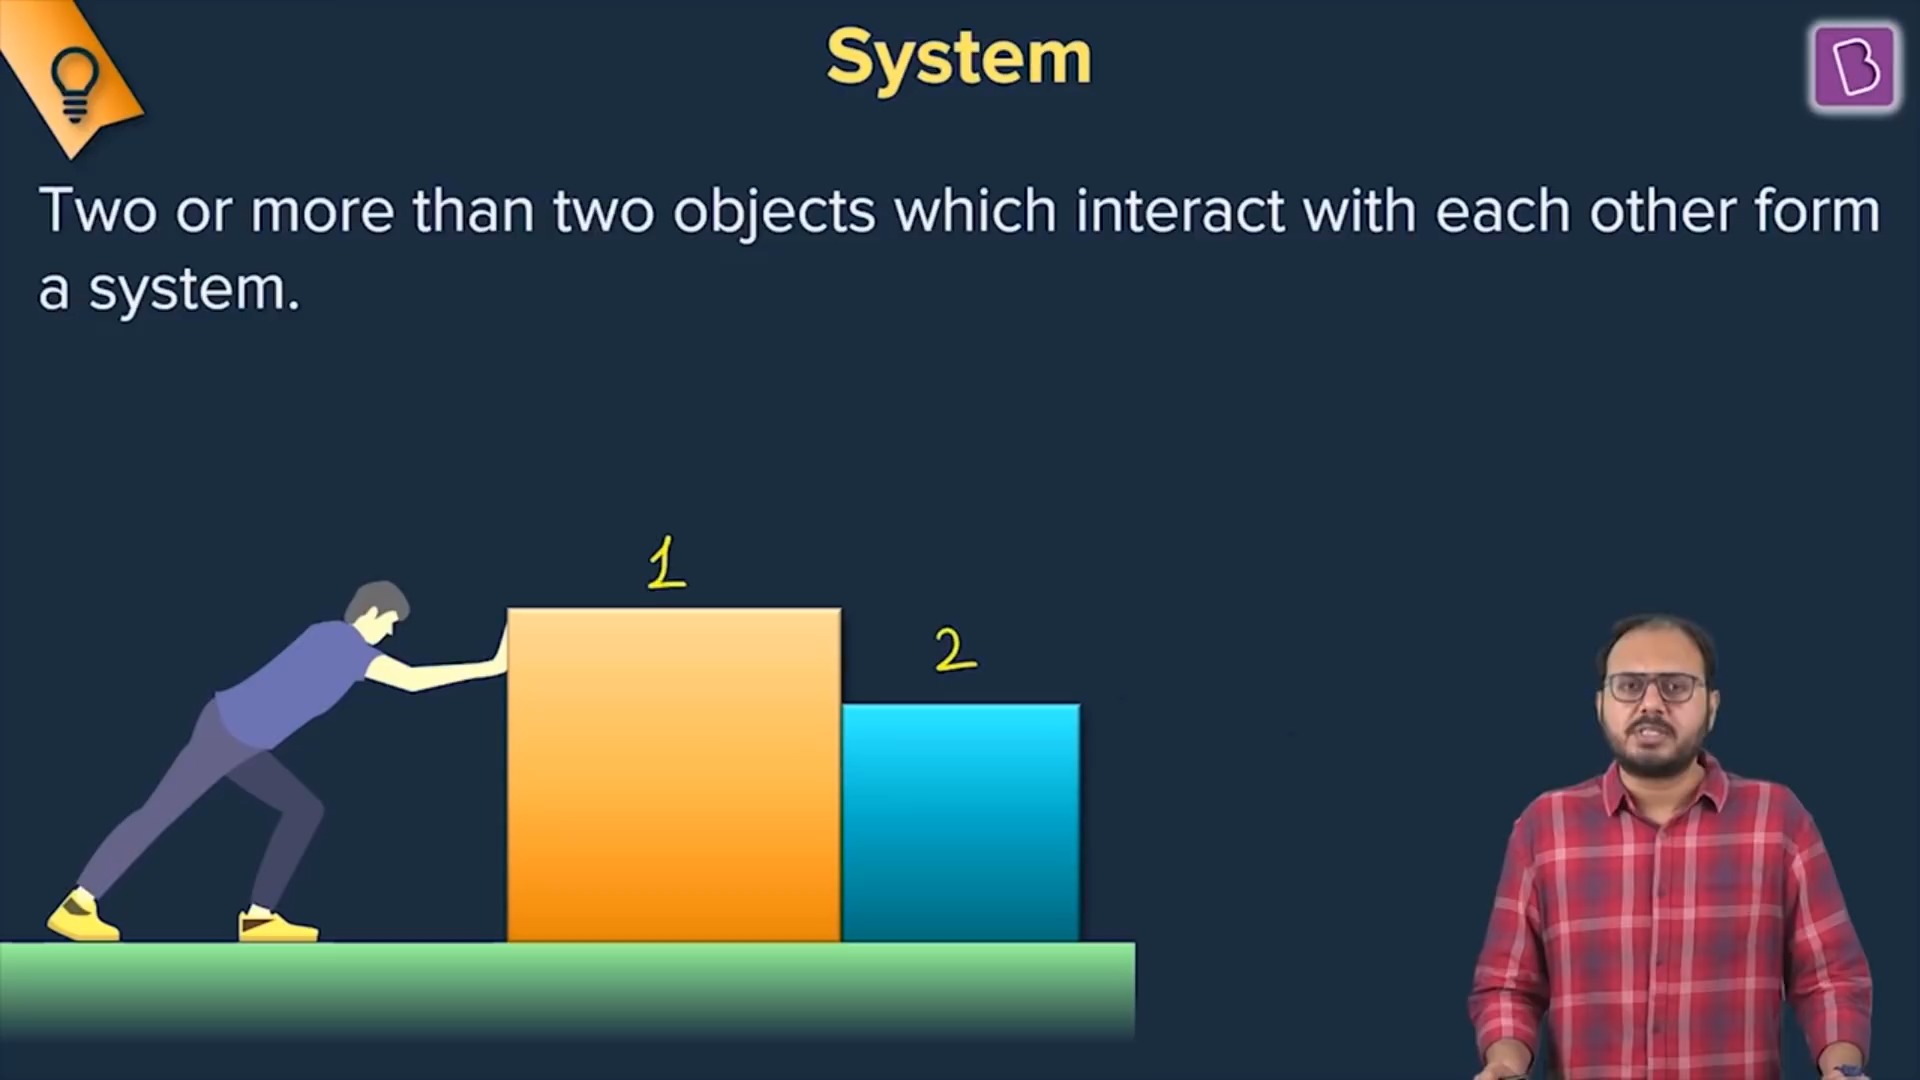 System
Two or more than two objects which interact with each other form
a system.
1
2
B